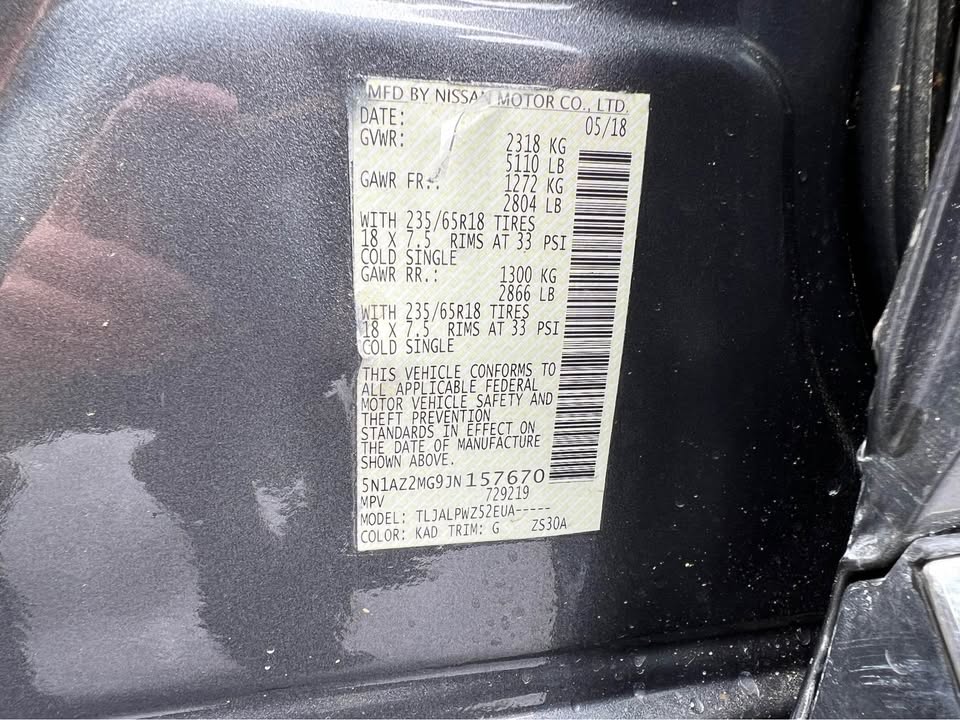 MFD BY NISSAN MOTOR CO., LTD.
DATE: 05/18
GVWR: 2318 KG
5110 LB
GAWR FR.: 1272 KG
2804 LB
WITH 235/65R18 TIRES
18 X 7.5 RIMS AT 33 PSI
COLD SINGLE
GAWR RR.: 1300 KG
2866 LB
WITH 235/65R18 TIRES
18 X 7.5 RIMS AT 33 PSI
COLD SINGLE
THIS VEHICLE CONFORMS TO
ALL APPLICABLE FEDERAL
MOTOR VEHICLE SAFETY AND
THEFT PREVENTION
STANDARDS IN EFFECT ON
THE DATE OF MANUFACTURE
SHOWN ABOVE.
5N1AZ2MG9JN157670
MPV 729219
MODEL: TLJALPWZ52EUA-----
COLOR: KAD TRIM: G ZS30A